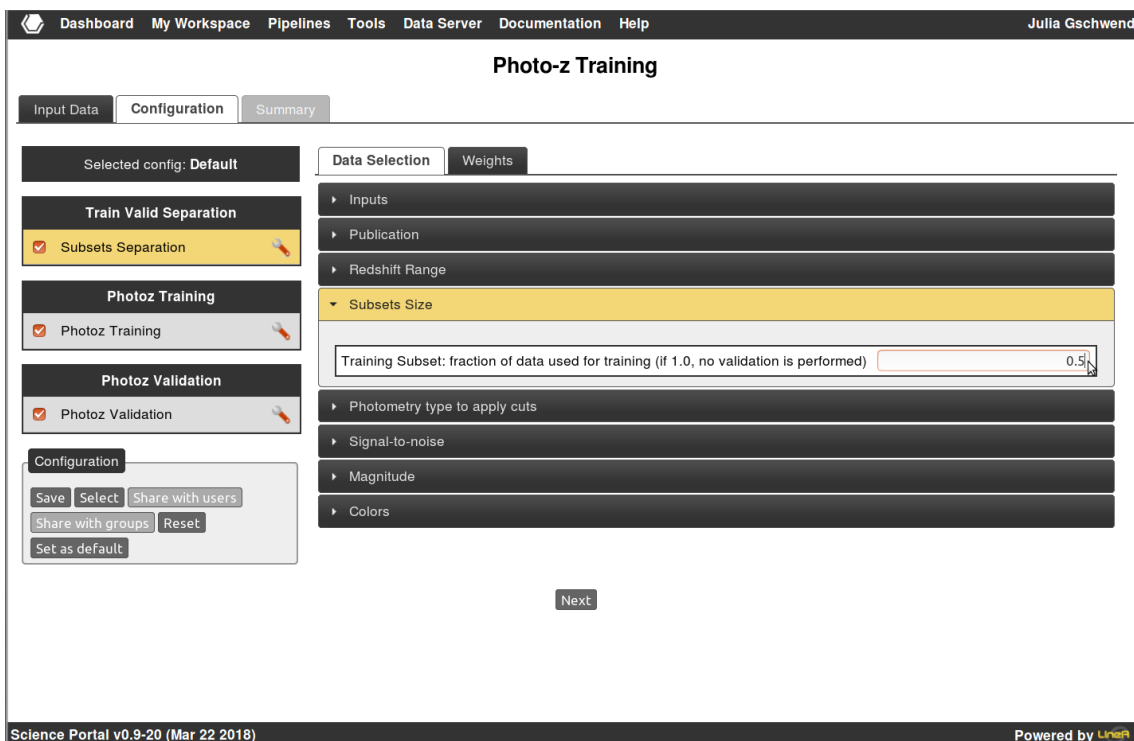 Dashboard My Workspace Pipelines Tools Data Server Documentation Help Julia Gschwend
Photo-z Training
Input Data Configuration Summary
Selected config: Default
Train Valid Separation
Subsets Separation
Photoz Training
Photoz Training
Photoz Validation
Photoz Validation
Configuration
Save Select Share with users
Share with groups Reset
Set as default
Data Selection Weights
Inputs
Publication
Redshift Range
Subsets Size
Training Subset: fraction of data used for training (if 1.0, no validation is performed) 0.5
Photometry type to apply cuts
Signal-to-noise
Magnitude
Colors
Next
Science Portal v0.9-20 (Mar 22 2018) Powered by LIneA